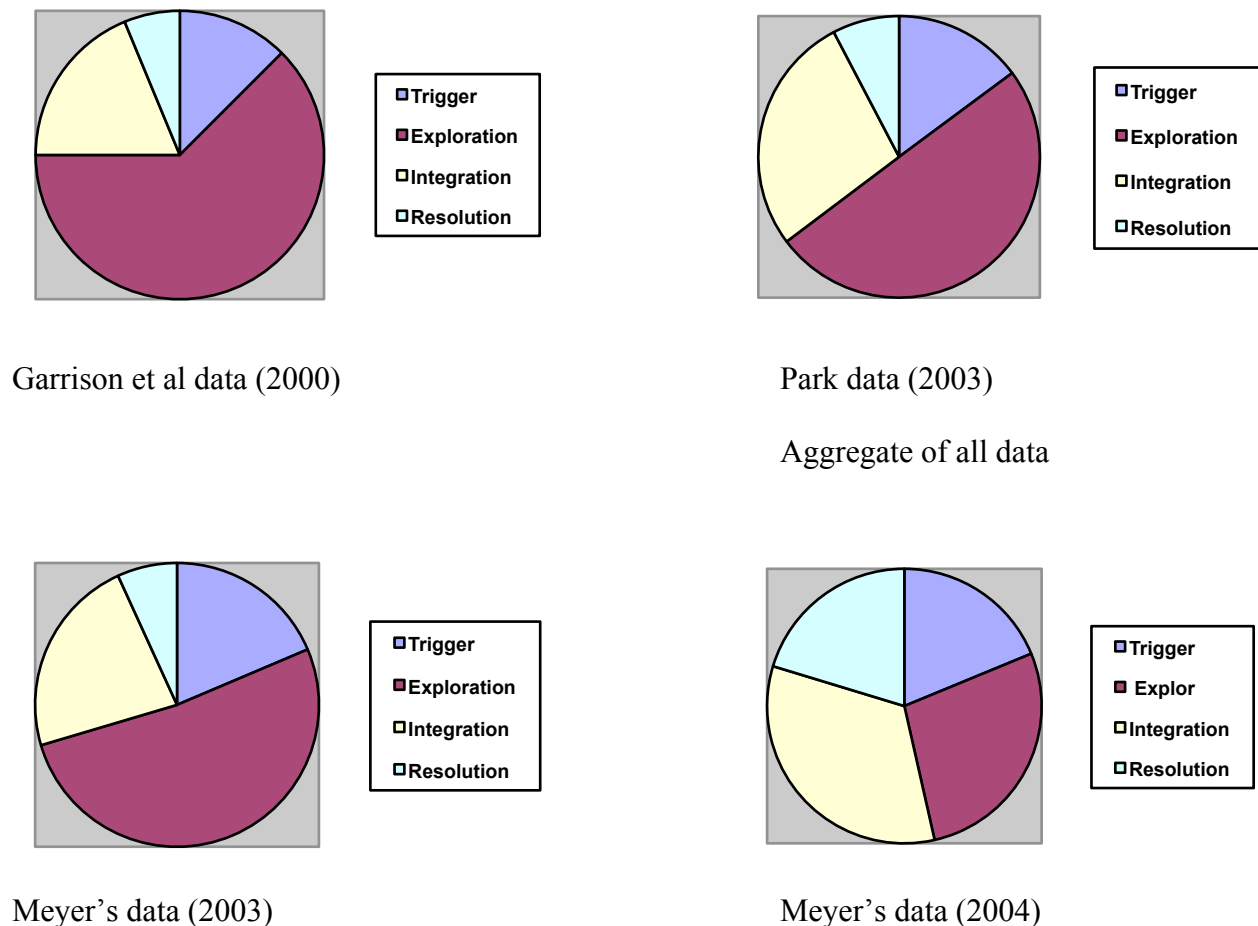 Trigger
Exploration
Integration
Resolution
Garrison et al data (2000)
Trigger
Exploration
Integration
Resolution
Park data (2003)
Aggregate of all data
Trigger
Exploration
Integration
Resolution
Meyer’s data (2003)
Trigger
Explor
Integration
Resolution
Meyer’s data (2004)